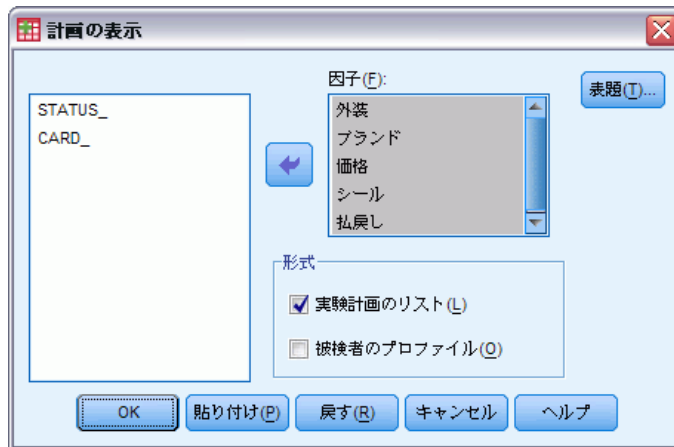 計画の表示
因子(F):
表題(T)...
STATUS_
CARD_
外装
ブランド
価格
シール
払戻し
形式
実験計画のリスト(L)
被検者のプロファイル(O)
OK
貼り付け(P)
戻す(R)
キャンセル
ヘルプ